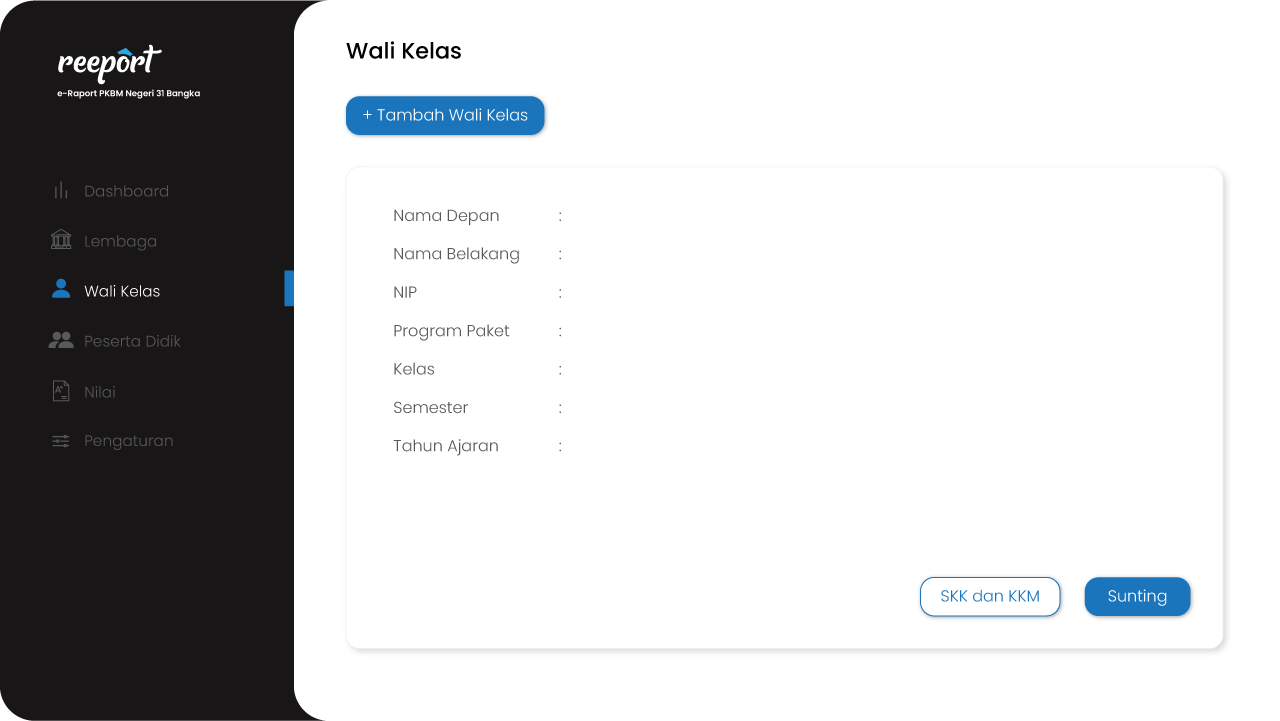 reeport
e-Raport PKBM Negeri 31 Bangka
Dashboard
Lembaga
Wali Kelas
Peserta Didik
A+
Nilai
Pengaturan
Wali Kelas
+ Tambah Wali Kelas
Nama Depan :
Nama Belakang :
NIP :
Program Paket :
Kelas :
Semester :
Tahun Ajaran :
SKK dan KKM
Sunting